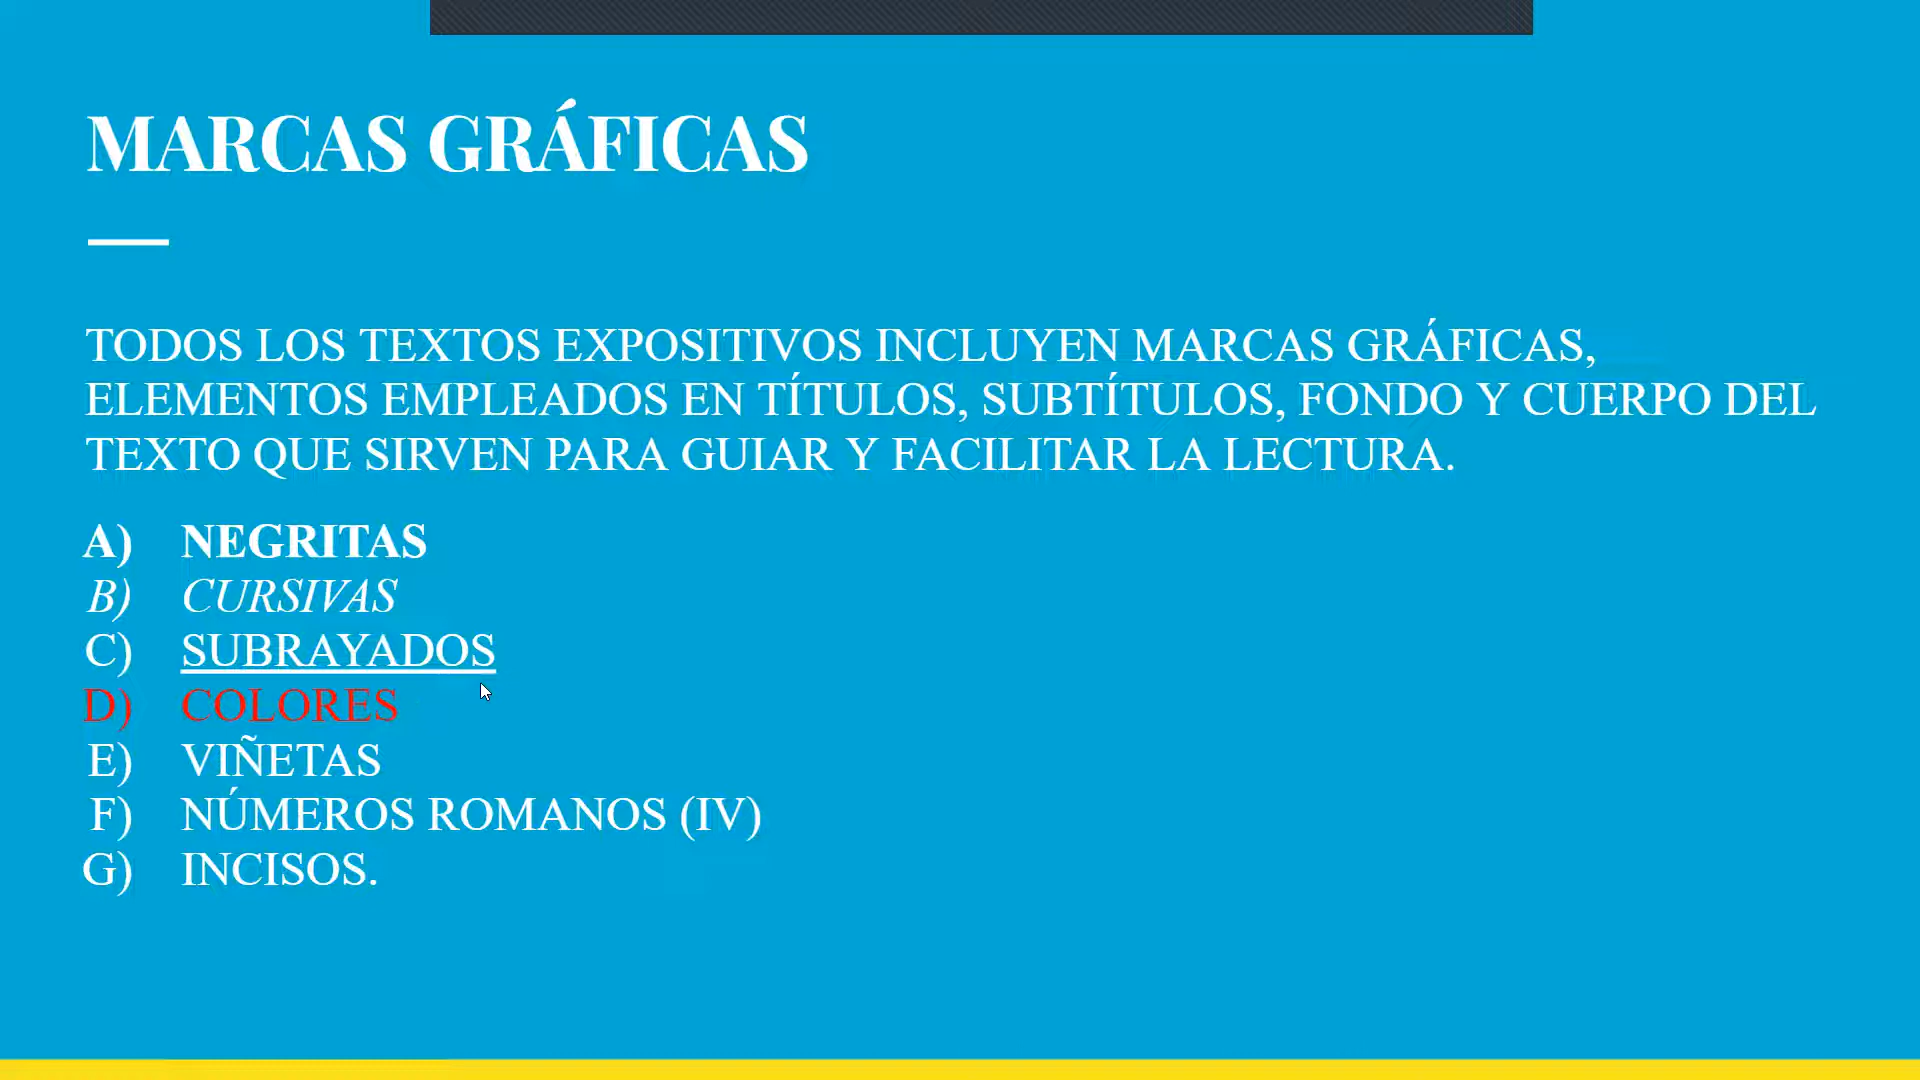 MARCAS GRÁFICAS
TODOS LOS TEXTOS EXPOSITIVOS INCLUYEN MARCAS GRÁFICAS,
ELEMENTOS EMPLEADOS EN TÍTULOS, SUBTÍTULOS, FONDO Y CUERPO DEL
TEXTO QUE SIRVEN PARA GUIAR Y FACILITAR LA LECTURA.
A) NEGRITAS
B) CURSIVAS
C) SUBRAYADOS
D) COLORES
E) VIÑETAS
F) NÚMEROS ROMANOS (IV)
G) INCISOS.